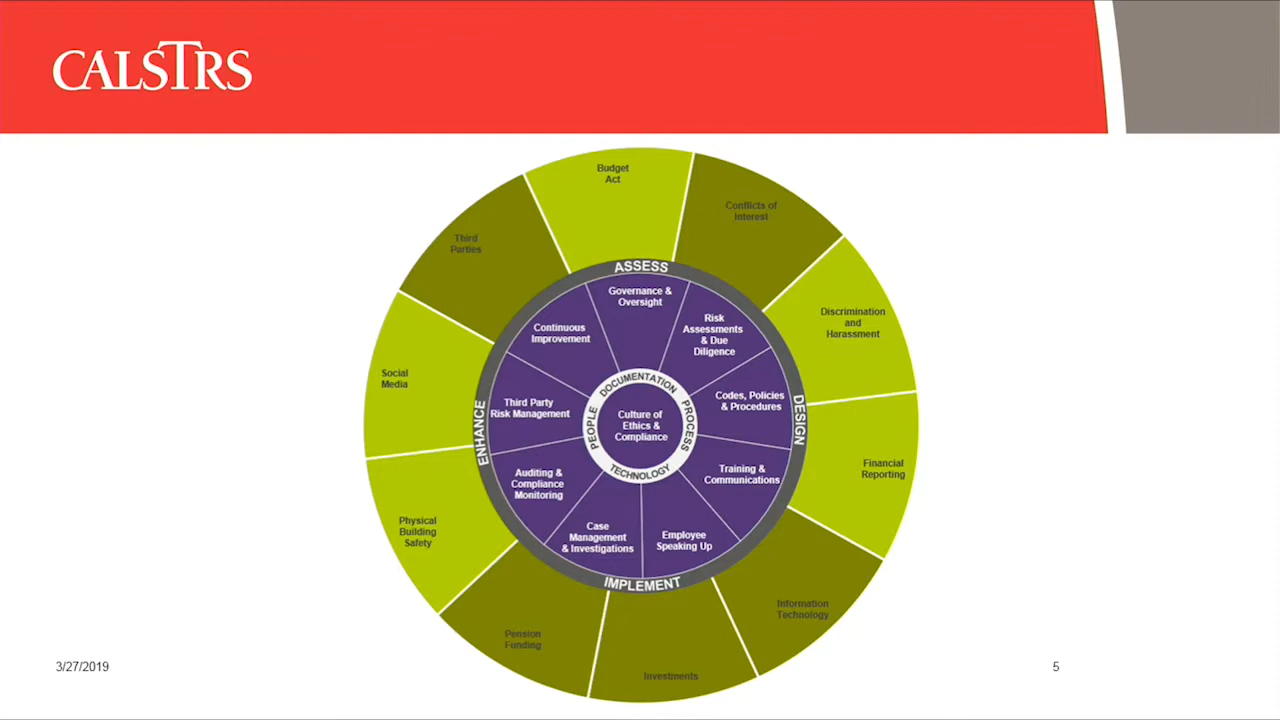 CALSTRS
Budget
Act
Conflicts of
Interest
Discrimination
and
Harassment
Financial
Reporting
Information
Technology
Investments
Pension
Funding
Physical
Building
Safety
Social
Media
Third
Parties
ASSESS
DESIGN
IMPLEMENT
ENHANCE
Governance &
Oversight
Risk
Assessments
& Due
Diligence
Codes, Policies
& Procedures
Training &
Communications
Employee
Speaking Up
Case
Management
& Investigations
Auditing &
Compliance
Monitoring
Third Party
Risk Management
Continuous
Improvement
DOCUMENTATION
PROCESS
TECHNOLOGY
PEOPLE
Culture of
Ethics &
Compliance
3/27/2019
5